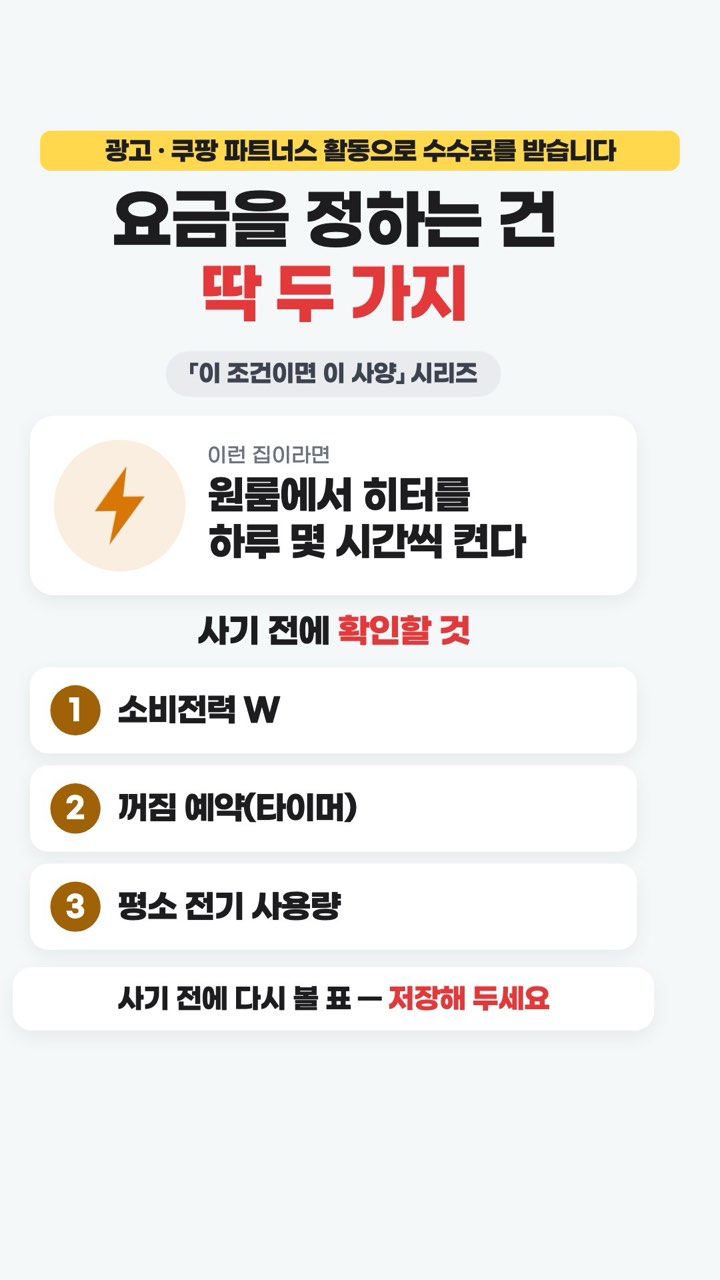 광고 · 쿠팡 파트너스 활동으로 수수료를 받습니다
요금을 정하는 건
딱 두 가지
「이 조건이면 이 사양」 시리즈
이런 집이라면
원룸에서 히터를
하루 몇 시간씩 켠다
사기 전에 확인할 것
1 소비전력 W
2 꺼짐 예약(타이머)
3 평소 전기 사용량
사기 전에 다시 볼 표 — 저장해 두세요